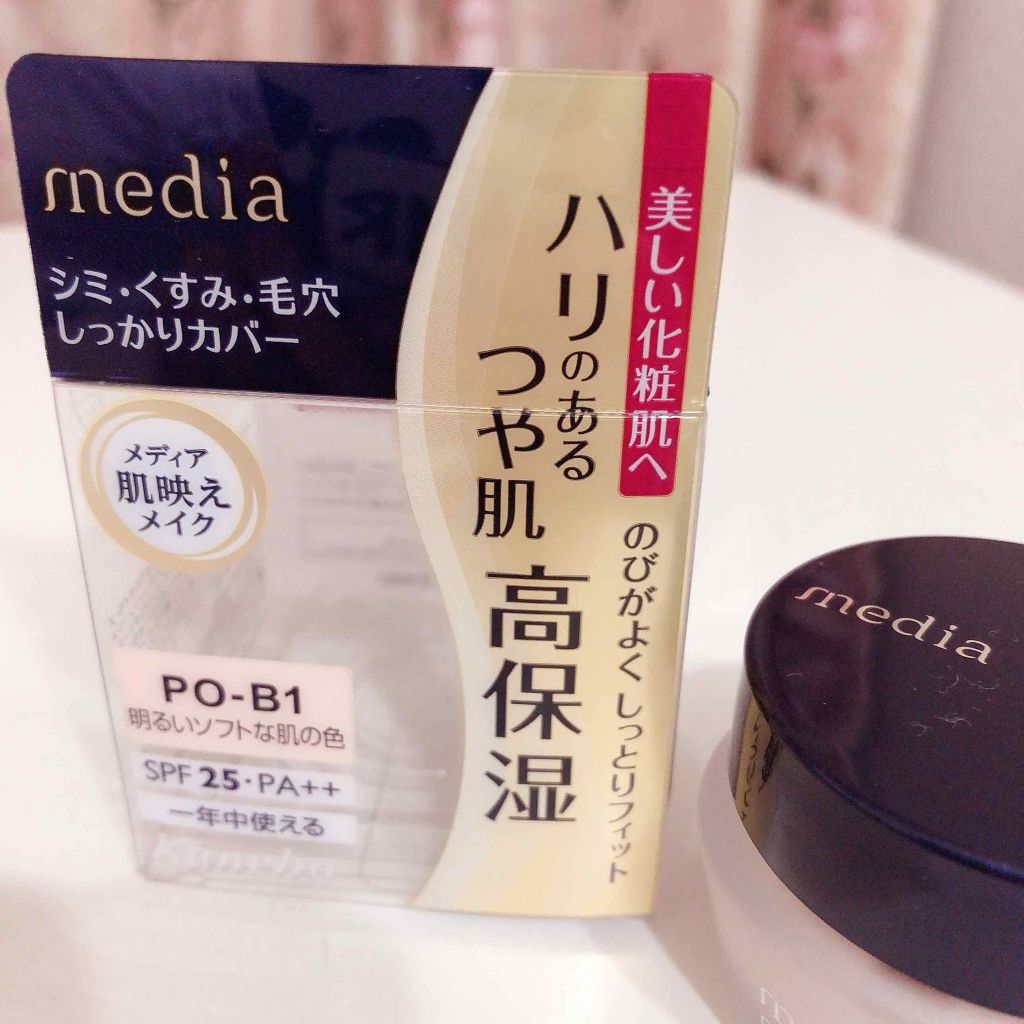 media
シミ・くすみ・毛穴
しっかりカバー
メディア
肌映え
メイク
PO-B1
明るいソフトな肌の色
SPF 25・PA++
一年中使える
Kanebo
美しい化粧肌へ
ハリのある
つや肌
高保湿
のびがよく しっとりフィット
media